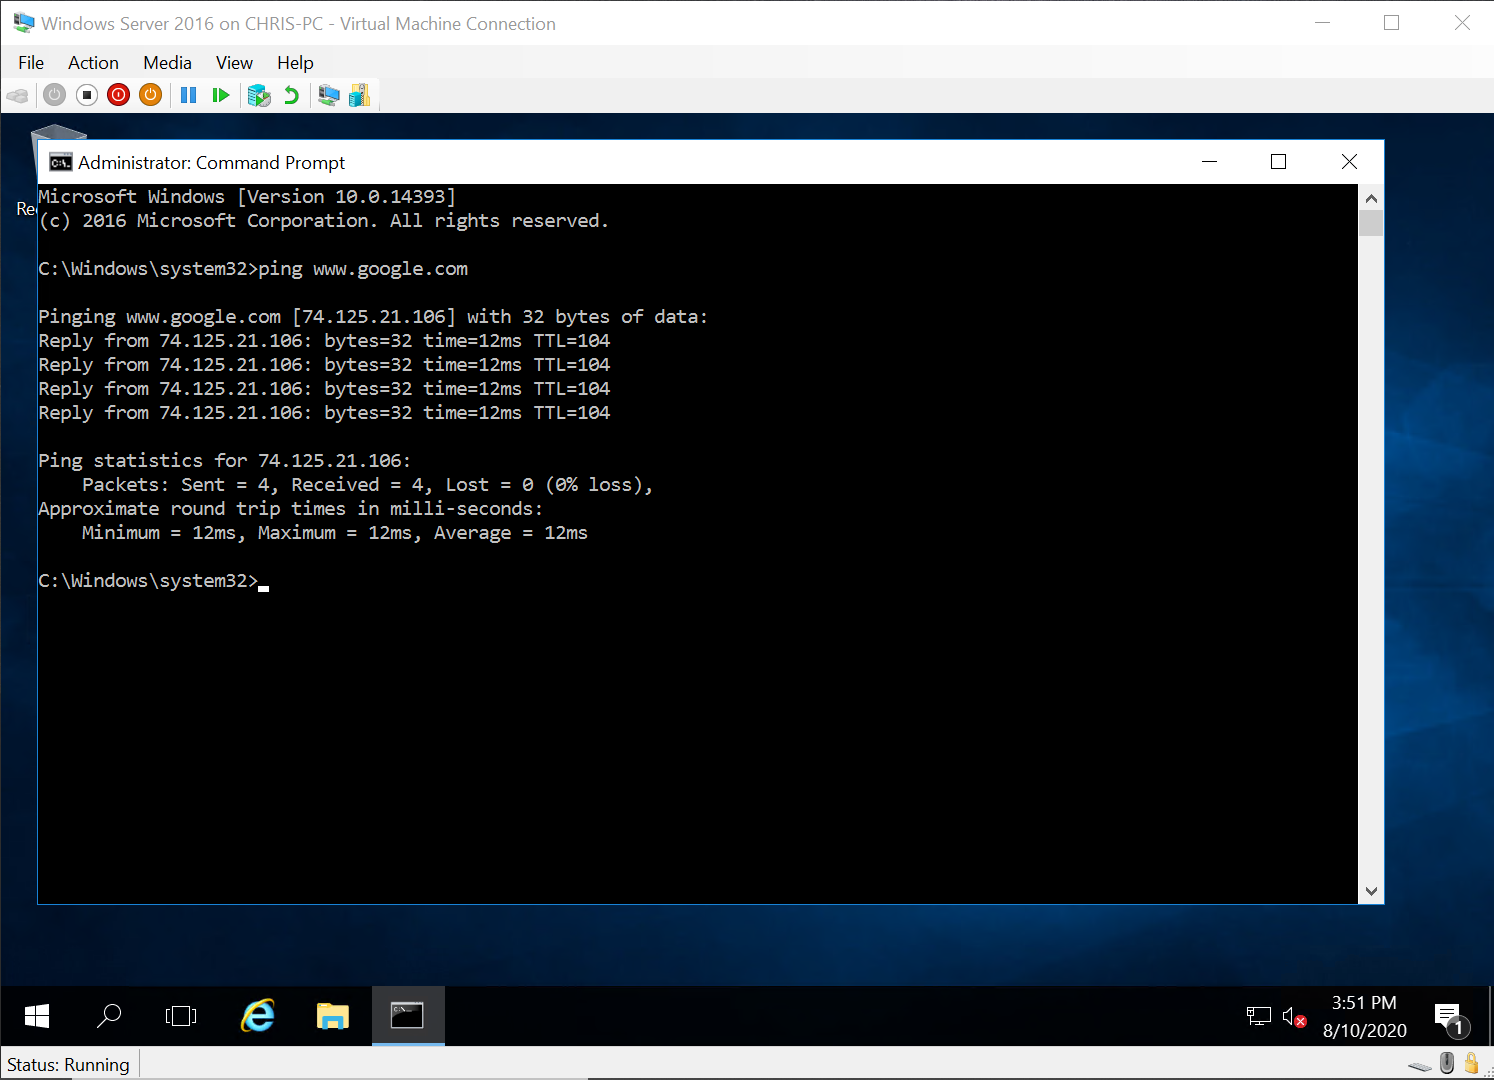 Windows Server 2016 on CHRIS-PC - Virtual Machine Connection
File Action Media View Help
Administrator: Command Prompt
Microsoft Windows [Version 10.0.14393]
(c) 2016 Microsoft Corporation. All rights reserved.
C:\Windows\system32>ping www.google.com
Pinging www.google.com [74.125.21.106] with 32 bytes of data:
Reply from 74.125.21.106: bytes=32 time=12ms TTL=104
Reply from 74.125.21.106: bytes=32 time=12ms TTL=104
Reply from 74.125.21.106: bytes=32 time=12ms TTL=104
Reply from 74.125.21.106: bytes=32 time=12ms TTL=104
Ping statistics for 74.125.21.106:
Packets: Sent = 4, Received = 4, Lost = 0 (0% loss),
Approximate round trip times in milli-seconds:
Minimum = 12ms, Maximum = 12ms, Average = 12ms
C:\Windows\system32>
3:51 PM
8/10/2020
1
Status: Running